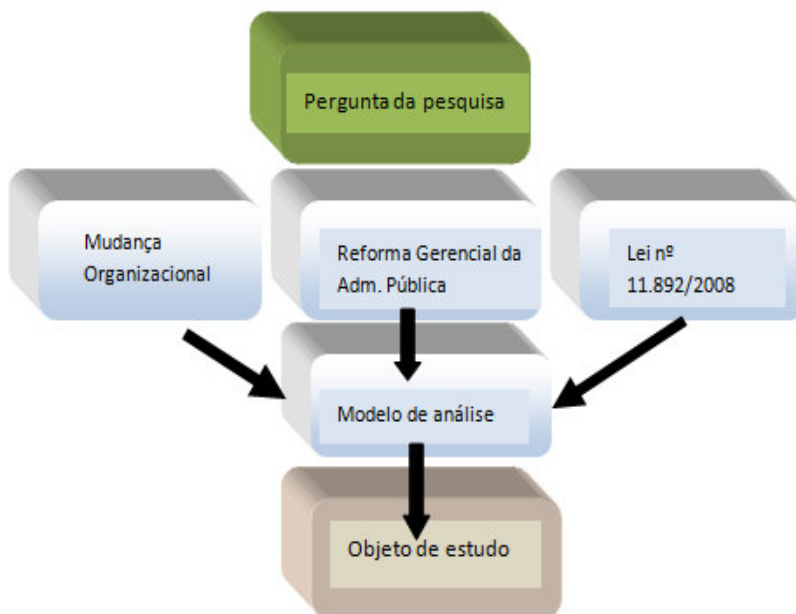 Pergunta da pesquisa
Mudança
Organizacional
Reforma Gerencial da
Adm. Pública
Lei nº
11.892/2008
Modelo de análise
Objeto de estudo